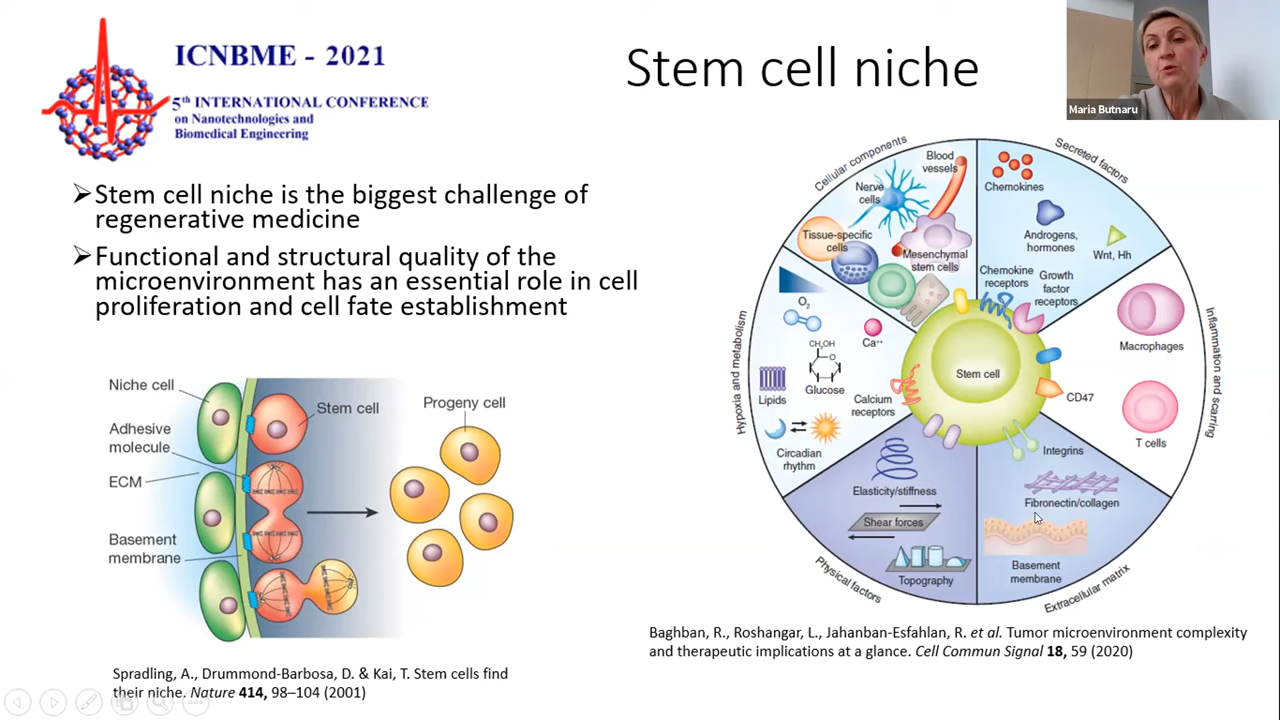 ICNBME - 2021
5th INTERNATIONAL CONFERENCE
on Nanotechnologies and
Biomedical Engineering
Stem cell niche
Maria Butnaru
➢Stem cell niche is the biggest challenge of
regenerative medicine
➢Functional and structural quality of the
microenvironment has an essential role in cell
proliferation and cell fate establishment
Niche cell
Adhesive
molecule
ECM
Basement
membrane
Stem cell
Progeny cell
Spradling, A., Drummond-Barbosa, D. & Kai, T. Stem cells find
their niche. Nature 414, 98–104 (2001)
Cellular components
Blood
vessels
Nerve
cells
Tissue-specific
cells
Mesenchymal
stem cells
Secreted factors
Chemokines
Androgens,
hormones
Wnt, Hh
Chemokine
receptors
Growth
factor
receptors
Inflammation and scarring
Macrophages
T cells
CD47
Stem cell
Hypoxia and metabolism
O2
Ca++
CH2OH
O
Glucose
Lipids
Calcium
receptors
Circadian
rhythm
Physical factors
Elasticity/stiffness
Shear forces
Topography
Extracellular matrix
Integrins
Fibronectin/collagen
Basement
membrane
Baghban, R., Roshangar, L., Jahanban-Esfahlan, R. et al. Tumor microenvironment complexity
and therapeutic implications at a glance. Cell Commun Signal 18, 59 (2020)